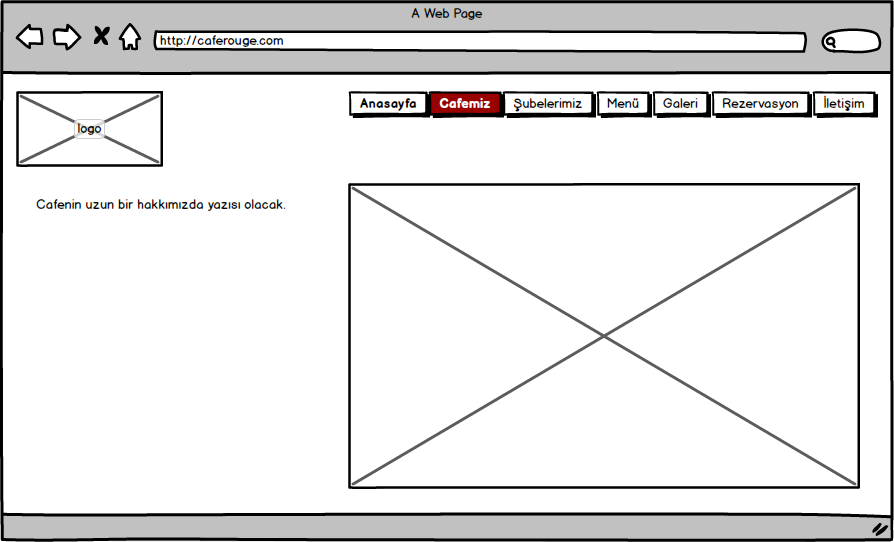 A Web Page
http://caferouge.com
logo
Anasayfa Cafemiz Şubelerimiz Menü Galeri Rezervasyon İletişim
Cafenin uzun bir hakkımızda yazısı olacak.